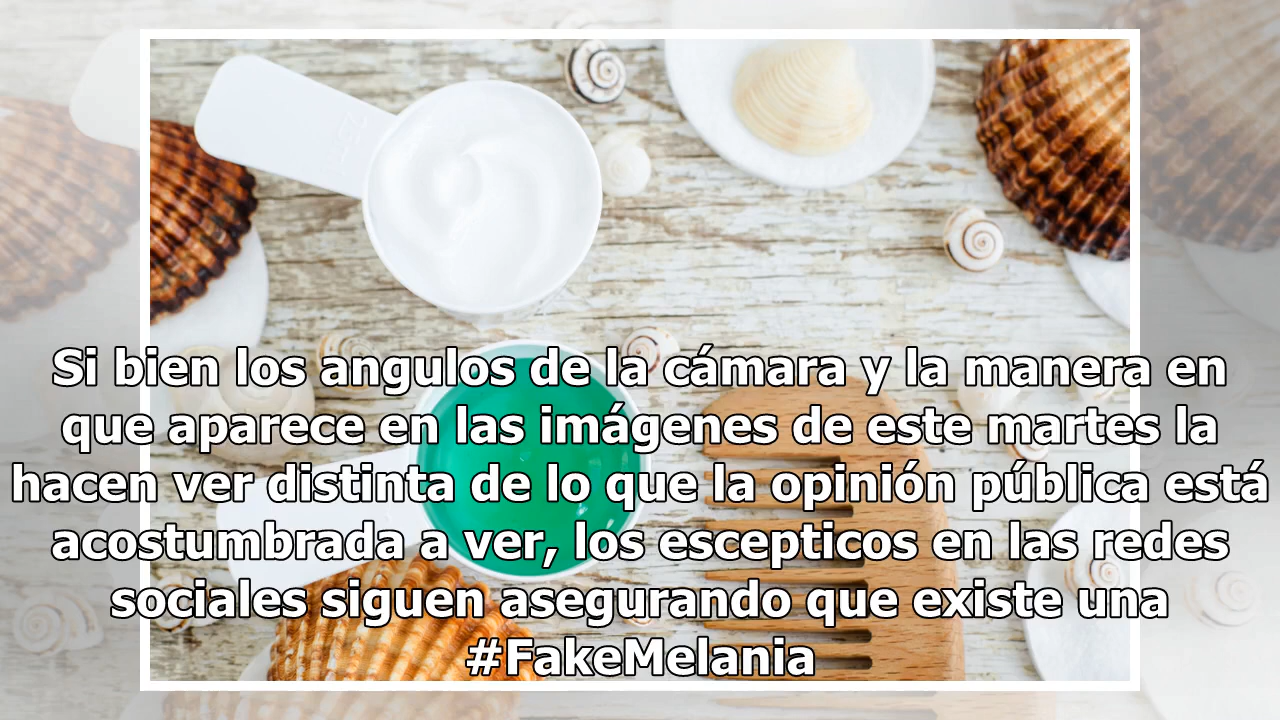 Si bien los angulos de la cámara y la manera en
que aparece en las imágenes de este martes la
hacen ver distinta de lo que la opinión pública está
acostumbrada a ver, los escepticos en las redes
sociales siguen asegurando que existe una
#FakeMelania